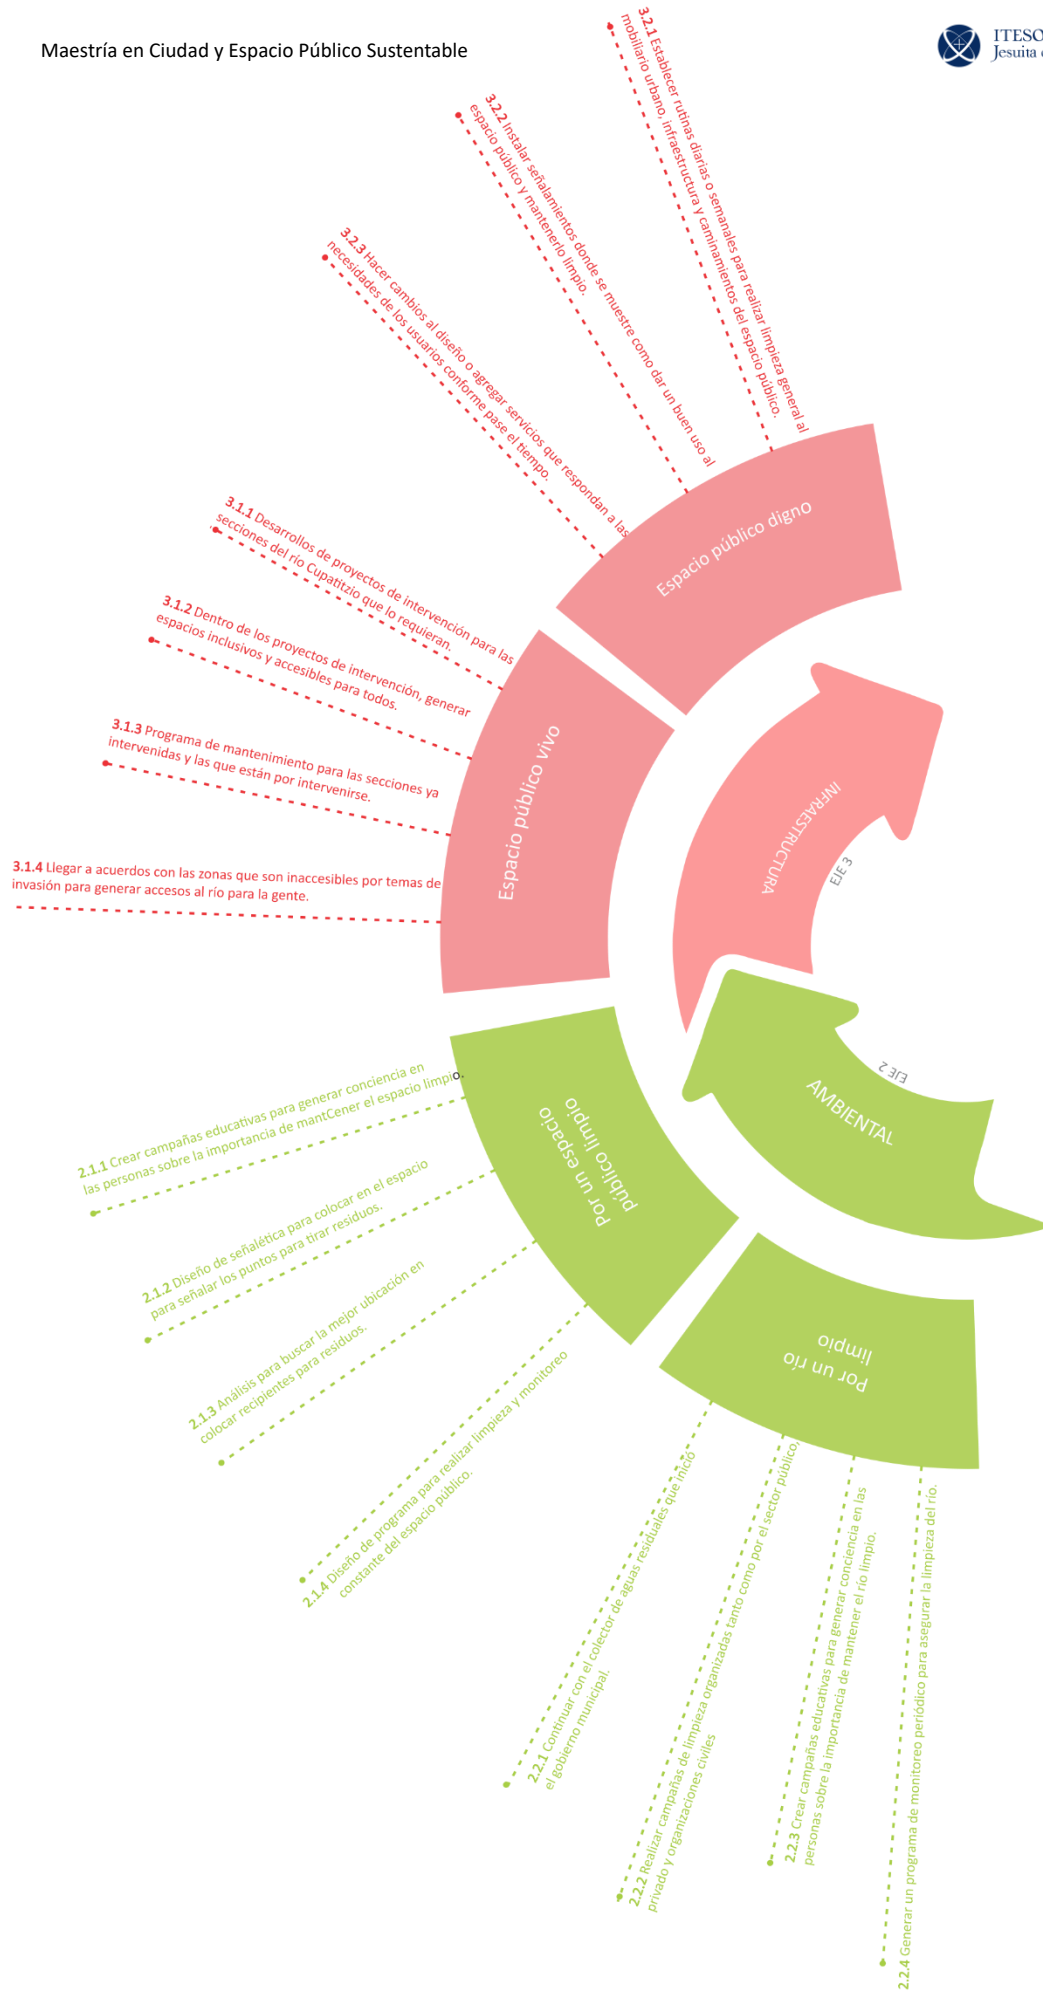 Maestría en Ciudad y Espacio Público Sustentable
ITESO
Jesuita
3.2.1 Establecer rutinas diarias o semanales para realizar limpieza general al
mobiliario urbano, infraestructura y caminamientos del espacio público.
3.2.2 Instalar señalamientos donde se muestre como dar un buen uso al
espacio público y mantenerlo limpio.
3.2.3 Hacer cambios al diseño o agregar servicios que respondan a las
necesidades de los usuarios conforme pase el tiempo.
Espacio público digno
3.1.1 Desarrollos de proyectos de intervención para las
secciones del río Cupatitzio que lo requieran.
3.1.2 Dentro de los proyectos de intervención, generar
espacios inclusivos y accesibles para todos.
3.1.3 Programa de mantenimiento para las secciones ya
intervenidas y las que están por intervenirse.
3.1.4 Llegar a acuerdos con las zonas que son inaccesibles por temas de
invasión para generar accesos al río para la gente.
Espacio público vivo
INFRAESTRUCTURA
EJE 3
EJE 2
AMBIENTAL
Por un espacio
público limpio
2.1.1 Crear campañas educativas para generar conciencia en
las personas sobre la importancia de mantCener el espacio limpio.
2.1.2 Diseño de señalética para colocar en el espacio
para señalar los puntos para tirar residuos.
2.1.3 Análisis para buscar la mejor ubicación en
colocar recipientes para residuos.
2.1.4 Diseño de programa para realizar limpieza y monitoreo
constante del espacio público.
Por un río
limpio
2.2.1 Continuar con el colector de aguas residuales que inició
el gobierno municipal.
2.2.2 Realizar campañas de limpieza organizadas tanto como por el sector público,
privado y organizaciones civiles
2.2.3 Crear campañas educativas para generar conciencia en las
personas sobre la importancia de mantener el río limpio.
2.2.4 Generar un programa de monitoreo periódico para asegurar la limpieza del río.